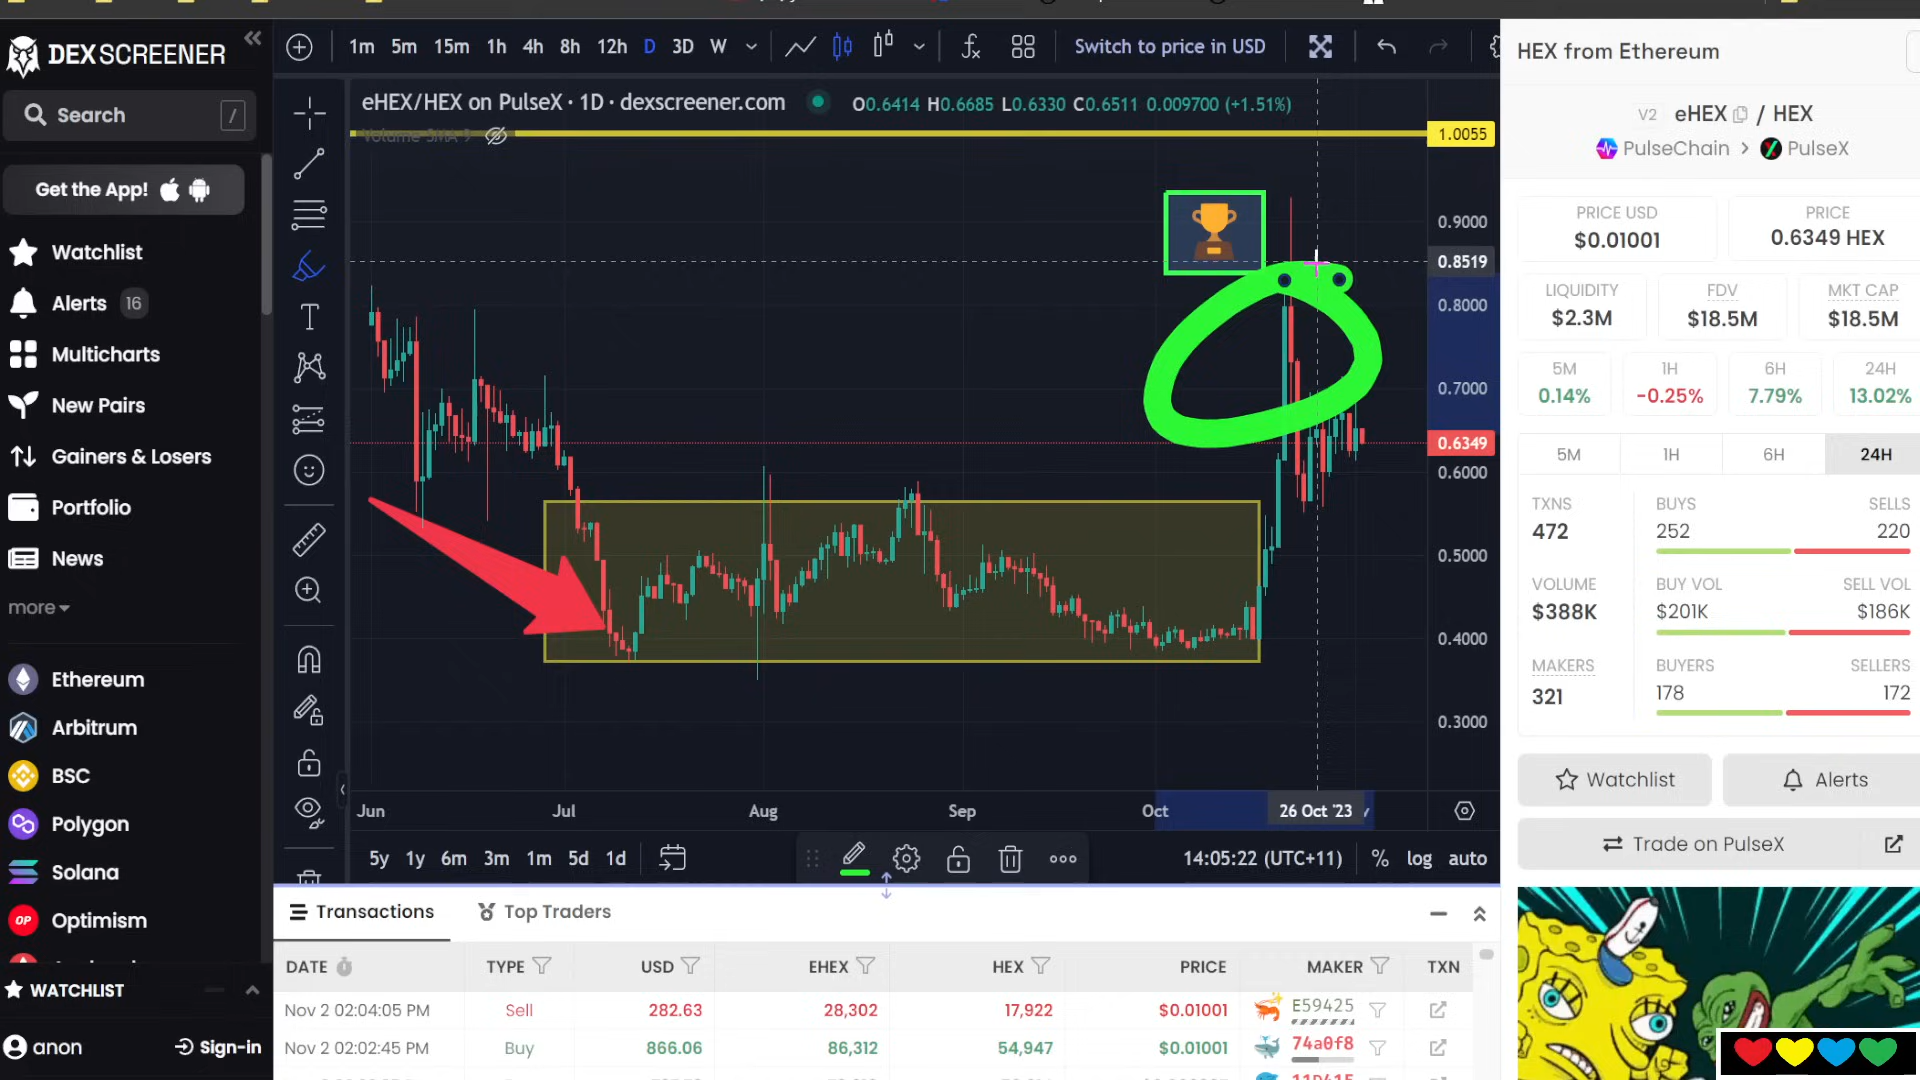 DEXSCREENER
Search
/
Get the App!
Watchlist
Alerts 16
Multicharts
New Pairs
Gainers & Losers
Portfolio
News
more
Ethereum
Arbitrum
BSC
Polygon
Solana
OP Optimism
WATCHLIST
anon Sign-in
1m 5m 15m 1h 4h 8h 12h D 3D W Switch to price in USD
eHEX/HEX on PulseX · 1D · dexscreener.com O0.6414 H0.6685 L0.6330 C0.6511 0.009700 (+1.51%)
Volume SMA 9
1.0055
0.9000
0.8519
0.8000
0.7000
0.6349
0.6000
0.5000
0.4000
0.3000
Jun Jul Aug Sep Oct 26 Oct '23
5y 1y 6m 3m 1m 5d 1d 14:05:22 (UTC+11) % log auto
Transactions Top Traders
DATE TYPE USD EHEX HEX PRICE MAKER TXN
Nov 2 02:04:05 PM Sell 282.63 28,302 17,922 $0.01001 E59425
Nov 2 02:02:45 PM Buy 866.06 86,312 54,947 $0.01001 74a0f8
HEX from Ethereum
V2 eHEX / HEX
PulseChain > PulseX
PRICE USD PRICE
$0.01001 0.6349 HEX
LIQUIDITY FDV MKT CAP
$2.3M $18.5M $18.5M
5M 1H 6H 24H
0.14% -0.25% 7.79% 13.02%
5M 1H 6H 24H
TXNS BUYS SELLS
472 252 220
VOLUME BUY VOL SELL VOL
$388K $201K $186K
MAKERS BUYERS SELLERS
321 178 172
Watchlist Alerts
Trade on PulseX